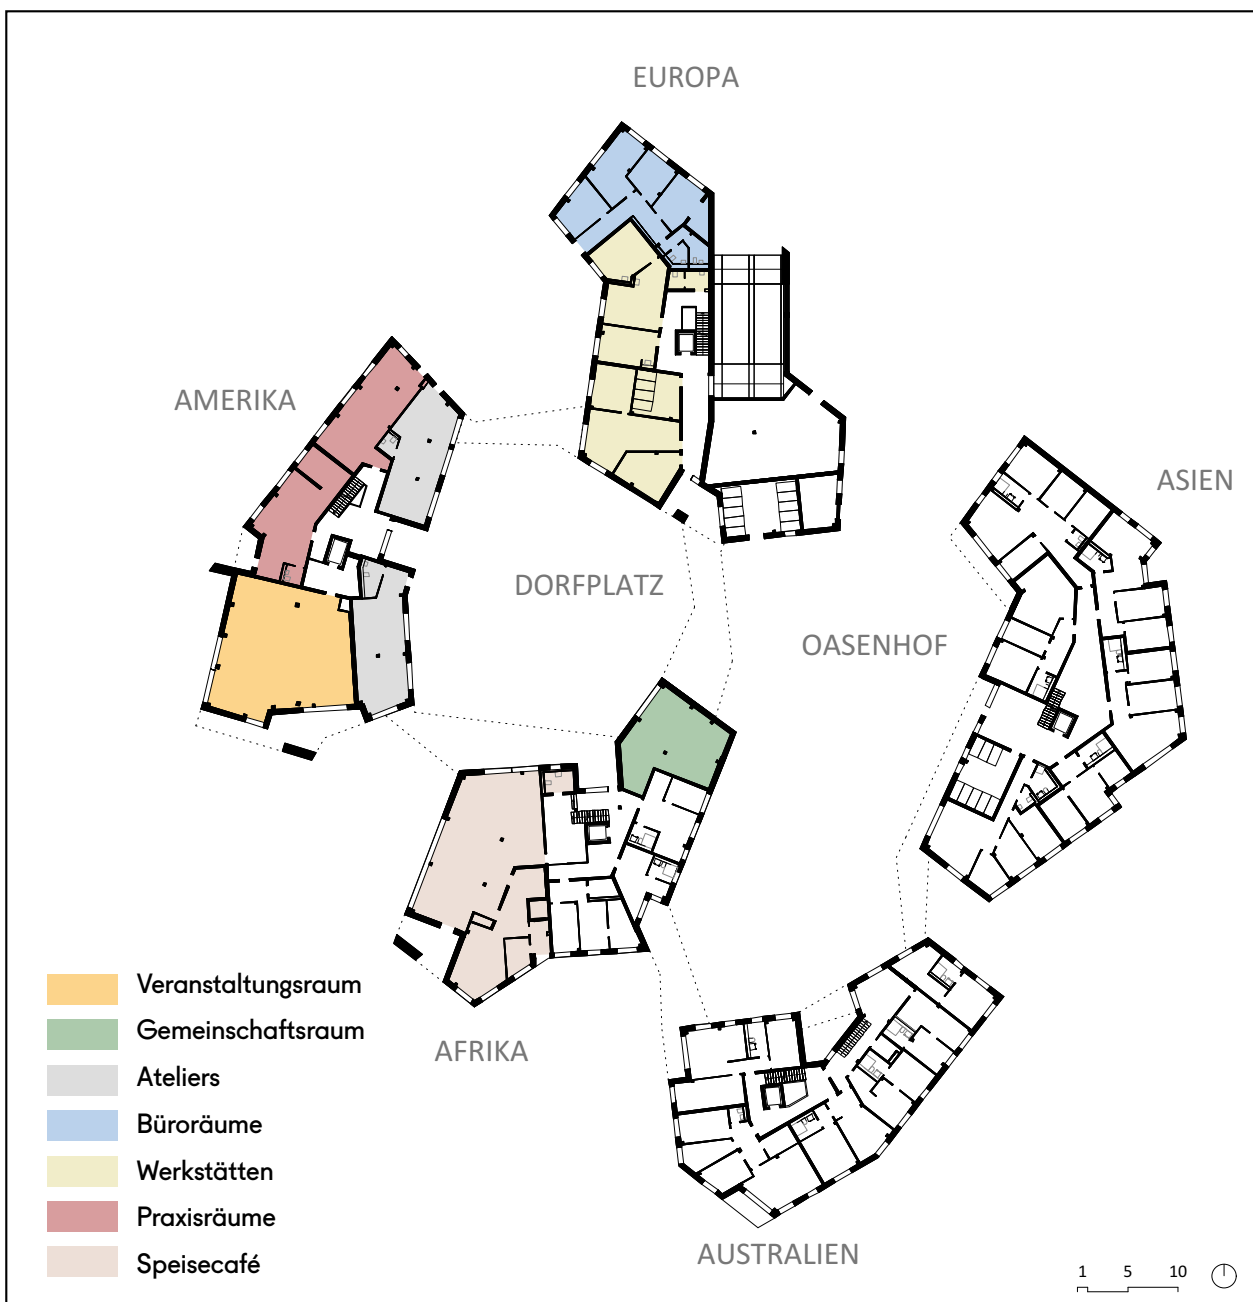 EUROPA
AMERIKA
ASIEN
DORFPLATZ
OASENHOF
Veranstaltungsraum
Gemeinschaftsraum
Ateliers
Büroräume
Werkstätten
Praxisräume
Speisecafé
AFRIKA
AUSTRALIEN
1 5 10